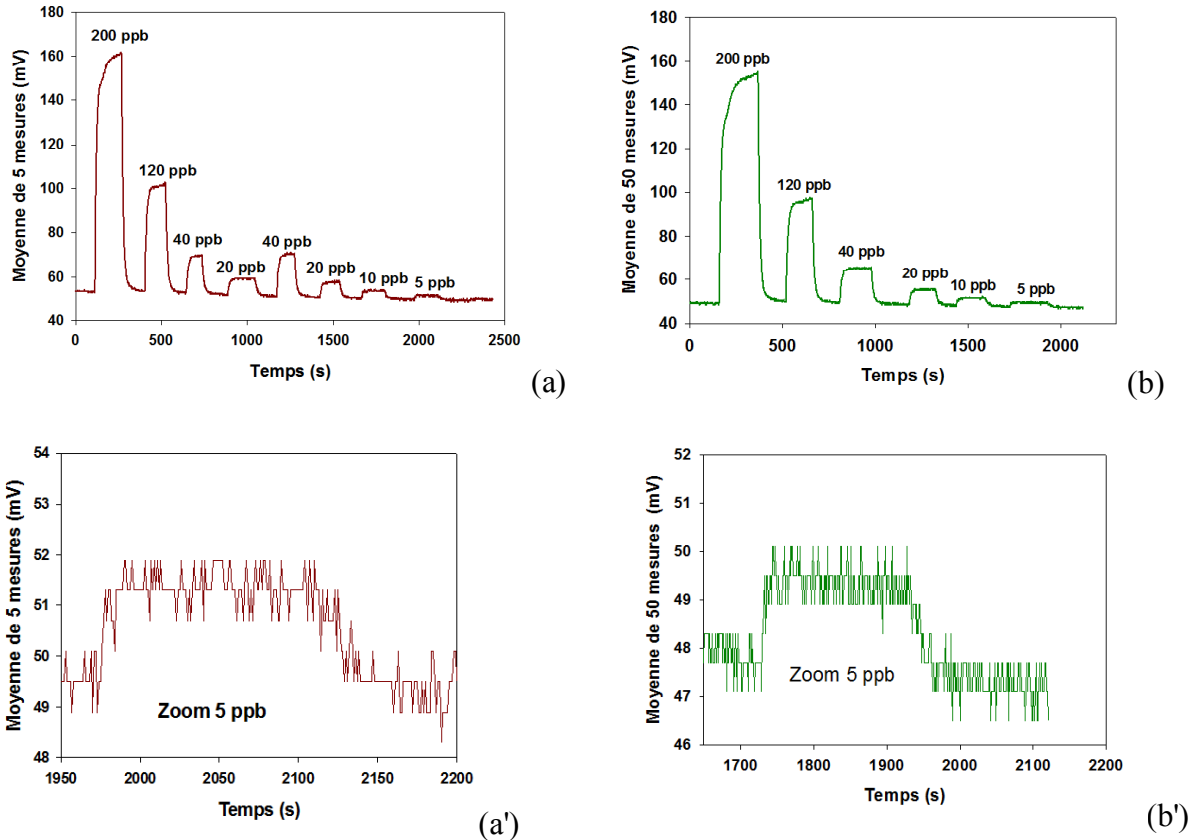 Moyenne de 5 mesures (mV)
180
160
140
120
100
80
60
40
200 ppb
120 ppb
40 ppb
20 ppb
40 ppb
20 ppb
10 ppb
5 ppb
0 500 1000 1500 2000 2500
Temps (s)
(a)
Moyenne de 50 mesures (mV)
180
160
140
120
100
80
60
40
200 ppb
120 ppb
40 ppb
20 ppb
10 ppb
5 ppb
0 500 1000 1500 2000
Temps (s)
(b)
Moyenne de 5 mesures (mV)
54
53
52
51
50
49
48
Zoom 5 ppb
1950 2000 2050 2100 2150 2200
Temps (s)
(a')
Moyenne de 50 mesures (mV)
52
51
50
49
48
47
46
Zoom 5 ppb
1700 1800 1900 2000 2100 2200
Temps (s)
(b')